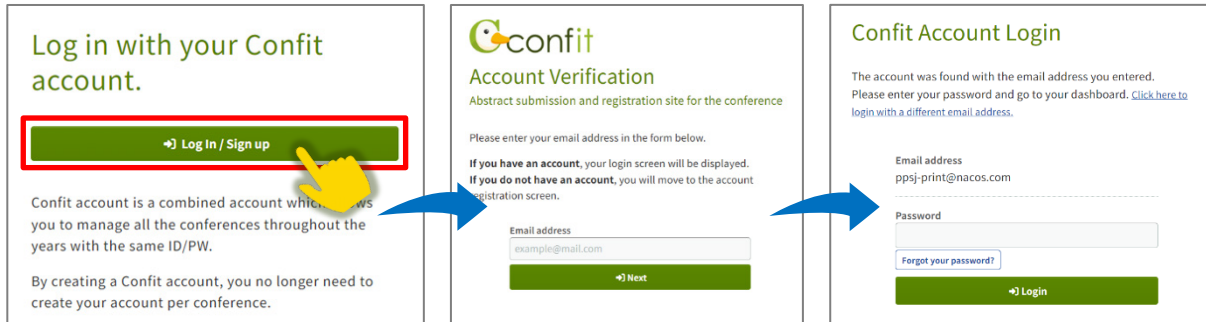 Log in with your Confit
account.
Log In / Sign up
Confit account is a combined account which
you to manage all the conferences throughout the
years with the same ID/PW.
By creating a Confit account, you no longer need to
create your account per conference.
confit
Account Verification
Abstract submission and registration site for the conference
Please enter your email address in the form below.
If you have an account, your login screen will be displayed.
If you do not have an account, you will move to the account
registration screen.
Email address
example@mail.com
Next
Confit Account Login
The account was found with the email address you entered.
Please enter your password and go to your dashboard. Click here to
login with a different email address.
Email address
ppsj-print@nacos.com
Password
Forgot your password?
Login